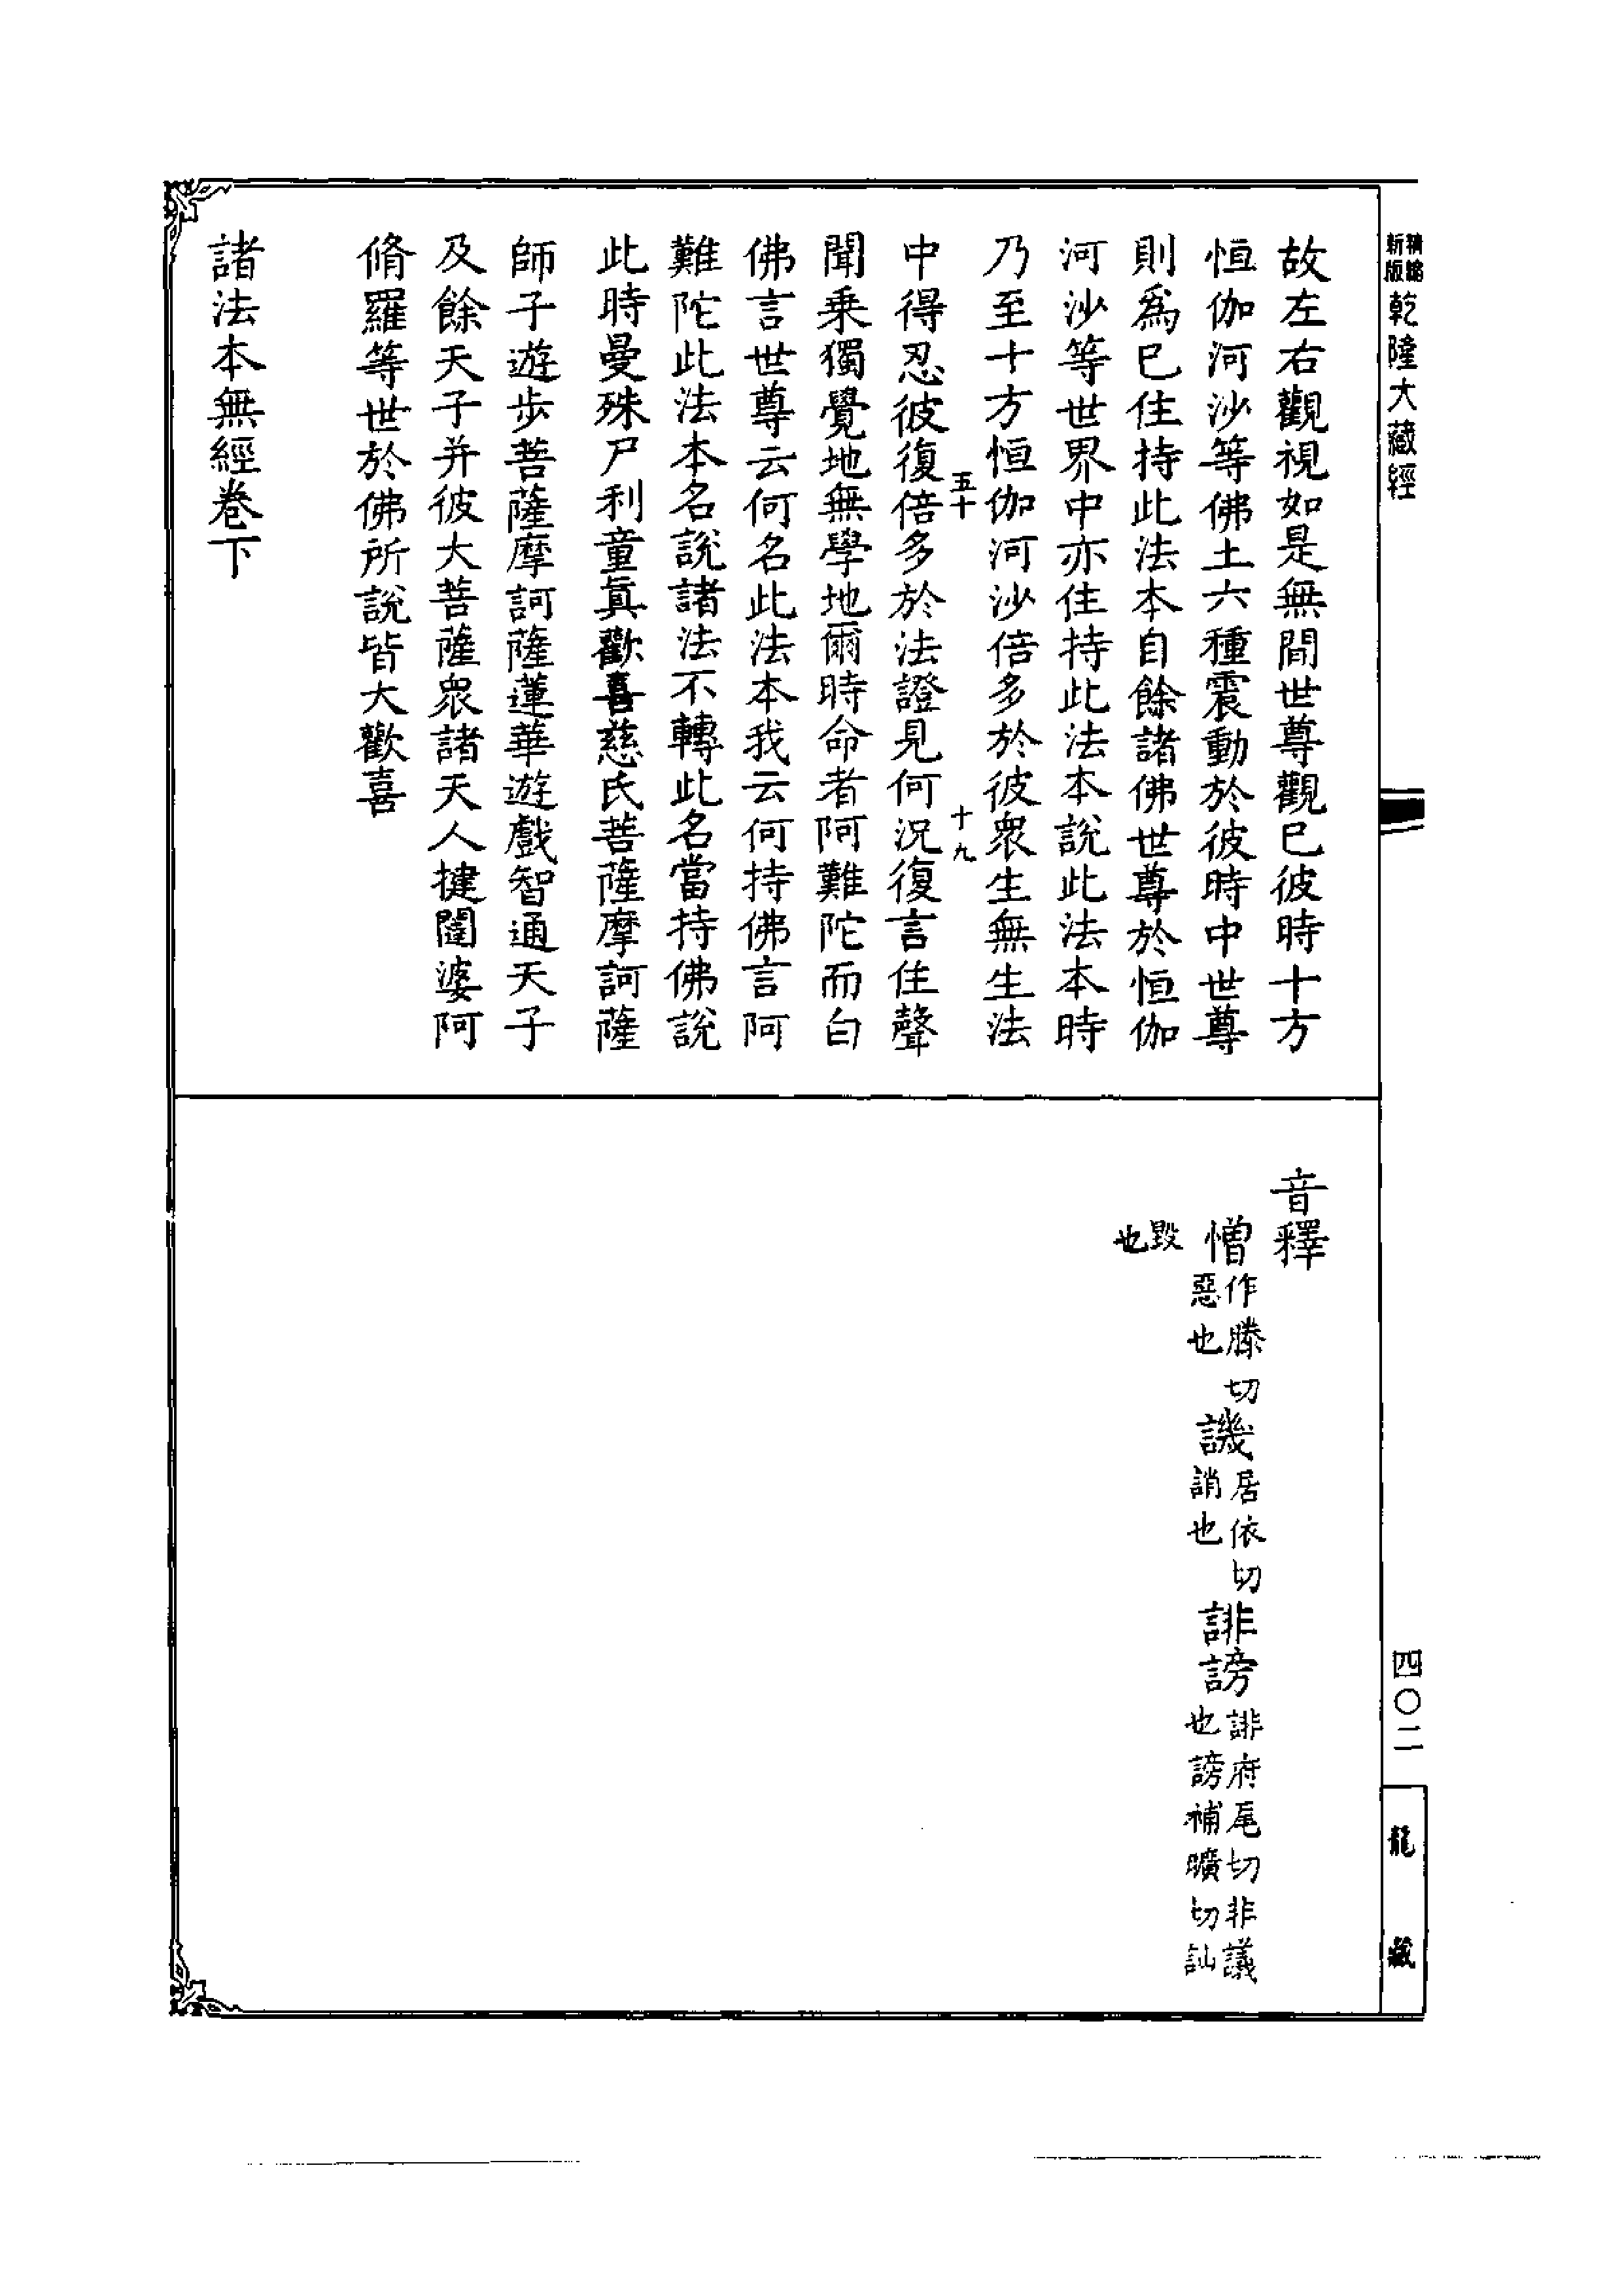 精縮新版乾隆大藏經
四〇二
龍藏
故左右觀視如是無間世尊觀已彼時十方
恒伽河沙等佛土六種震動於彼時中世尊
則爲已住持此法本自餘諸佛世尊於恒伽
河沙等世界中亦住持此法本說此法本時
乃至十方恒伽河沙倍多於彼衆生無生法
五十 十九
中得忍彼復倍多於法證見何況復言住聲
聞乗獨覺地無學地爾時命者阿難陀而白
佛言世尊云何名此法本我云何持佛言阿
難陀此法本名說諸法不轉此名當持佛說
此時曼殊尸利童眞歡喜慈氏菩薩摩訶薩
師子遊步菩薩摩訶薩蓮華遊戲智通天子
及餘天子并彼大菩薩衆諸天人揵闥婆阿
脩羅等世於佛所說皆大歡喜
諸法本無經卷下
音釋
憎作滕切惡也 譏居依切誚也 誹謗誹府尾切非議也謗補曠切訕
毀也